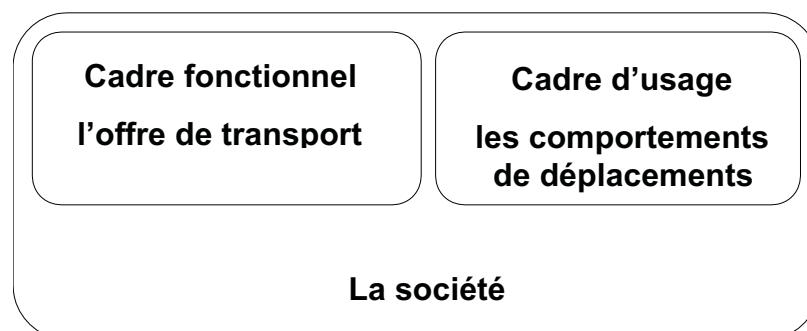 Cadre fonctionnel
l’offre de transport
Cadre d’usage
les comportements
de déplacements
La société